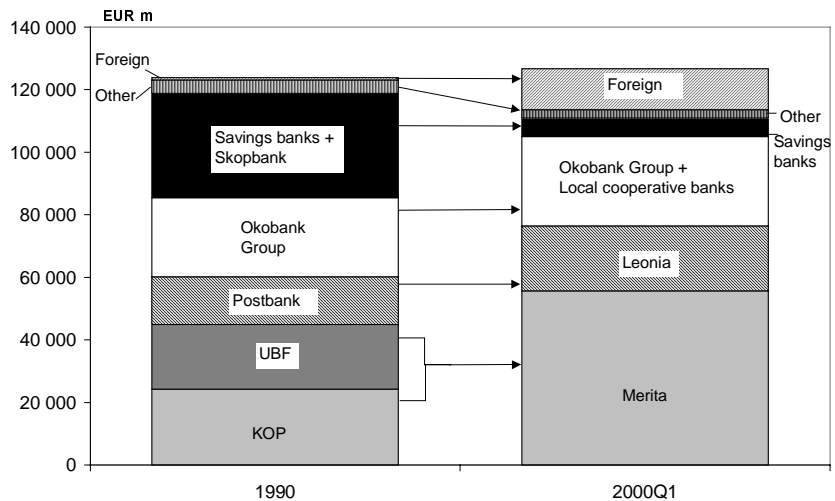 EUR m
140 000
120 000
100 000
80 000
60 000
40 000
20 000
0
Foreign
Other
Savings banks +
Skopbank
Okobank
Group
Postbank
UBF
KOP
Foreign
Other
Savings
banks
Okobank Group +
Local cooperative banks
Leonia
Merita
1990
2000Q1